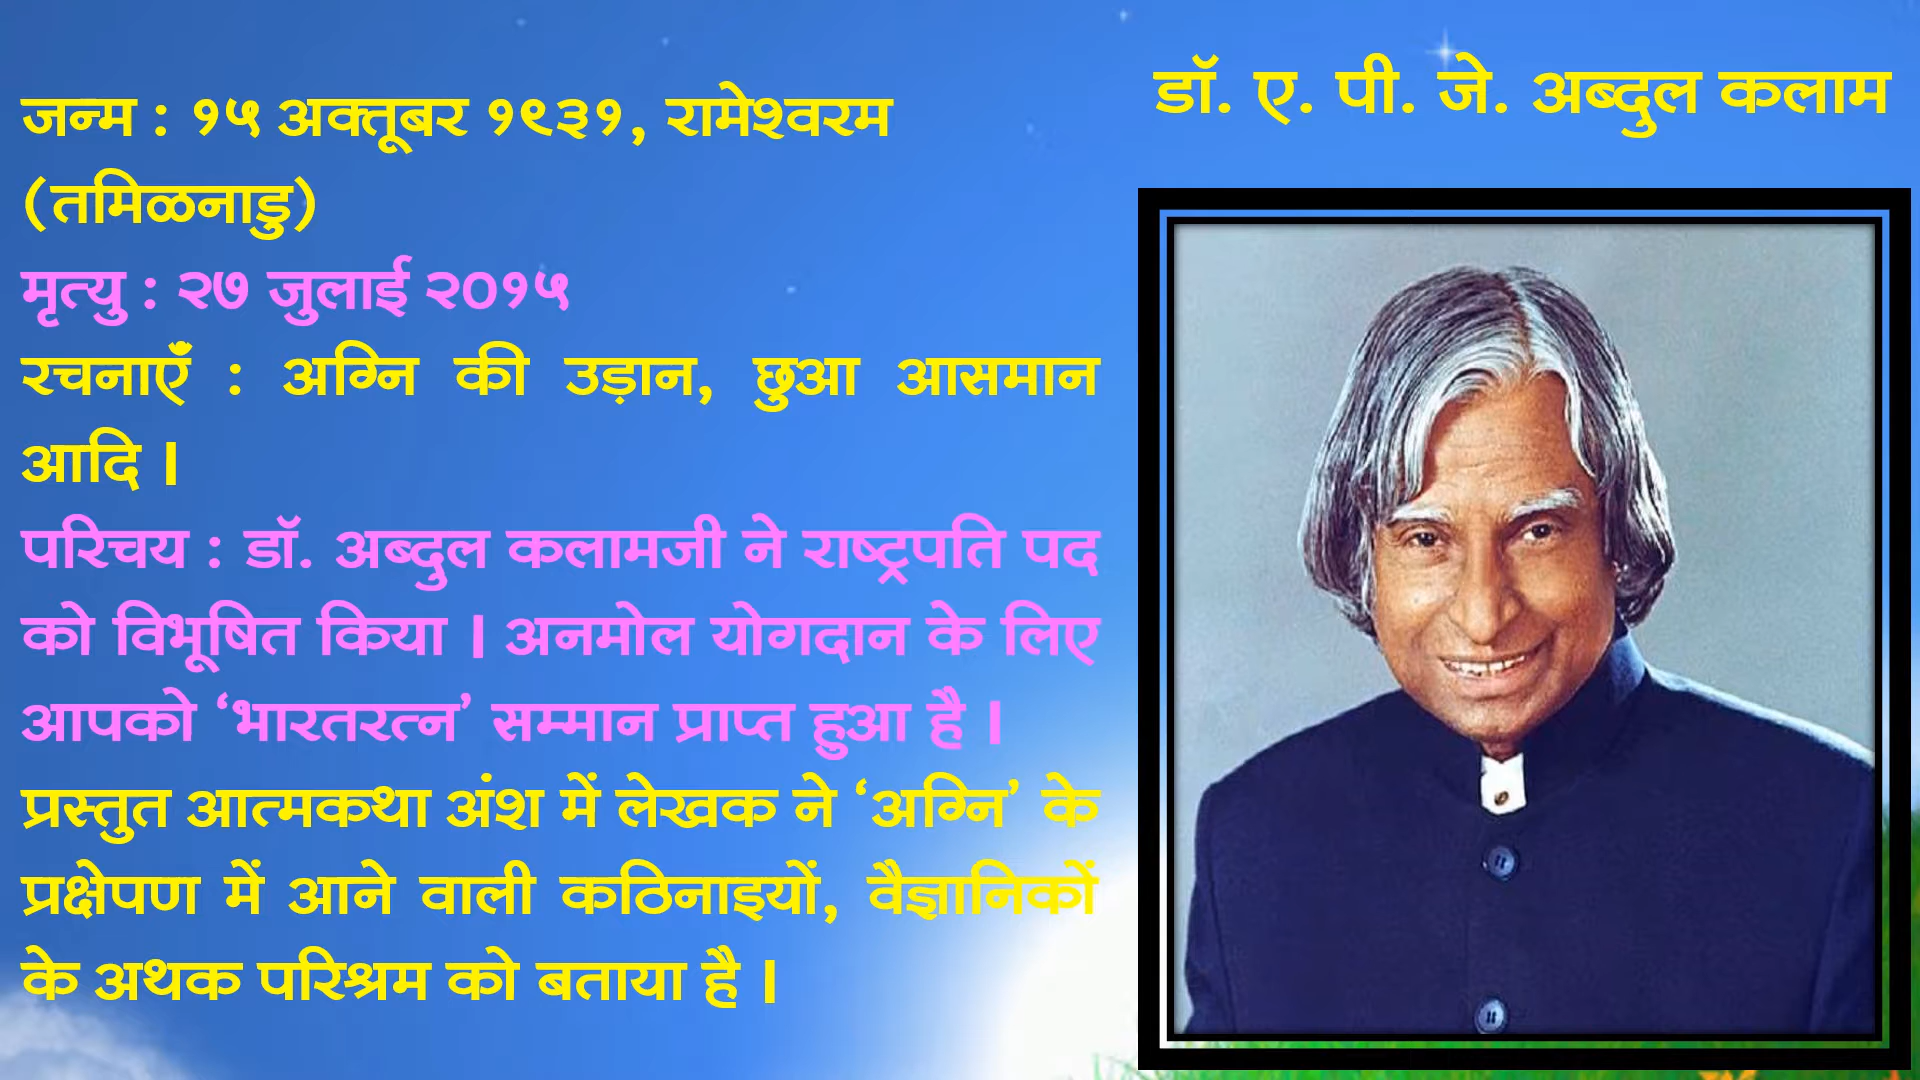 डॉ. ए. पी. जे. अब्दुल कलाम
जन्म : १५ अक्तूबर १९३१, रामेश्वरम
(तमिळनाडु)
मृत्यु : २७ जुलाई २०१५
रचनाएँ : अग्नि की उड़ान, छुआ आसमान
आदि ।
परिचय : डॉ. अब्दुल कलामजी ने राष्ट्रपति पद
को विभूषित किया । अनमोल योगदान के लिए
आपको ‘भारतरत्न’ सम्मान प्राप्त हुआ है ।
प्रस्तुत आत्मकथा अंश में लेखक ने ‘अग्नि’ के
प्रक्षेपण में आने वाली कठिनाइयों, वैज्ञानिकों
के अथक परिश्रम को बताया है ।